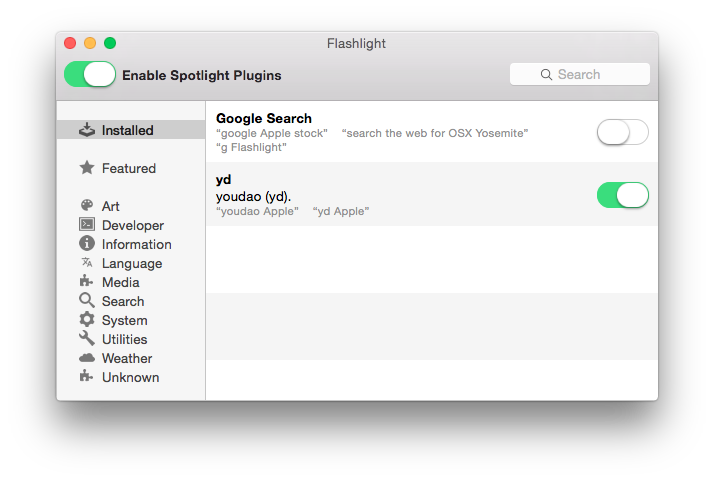 Flashlight
Enable Spotlight Plugins
Search
Installed
Featured
Art
Developer
Information
Language
Media
Search
System
Utilities
Weather
Unknown
Google Search
“google Apple stock” “search the web for OSX Yosemite”
“g Flashlight”
yd
youdao (yd).
“youdao Apple” “yd Apple”